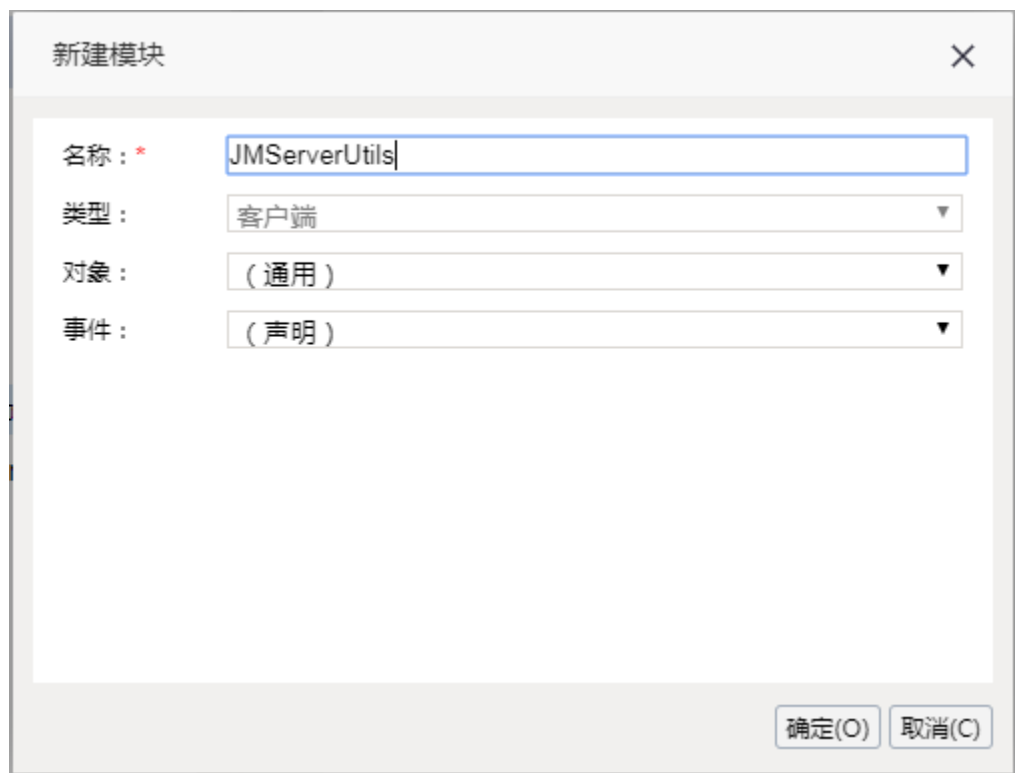 新建模块
名称：* JMServerUtils
类型： 客户端
对象： （通用）
事件： （声明）
确定(O) 取消(C)